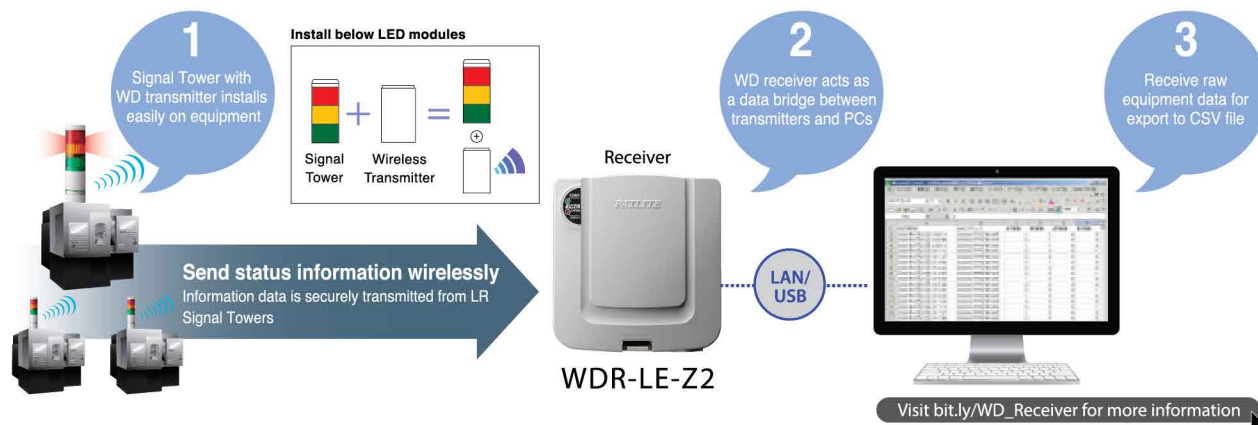 1
Signal Tower with
WD transmitter installs
easily on equipment
Install below LED modules
Signal
Tower
+
Wireless
Transmitter
=
+
2
WD receiver acts as
a data bridge between
transmitters and PCs
3
Receive raw
equipment data for
export to CSV file
Receiver
PATLITE
Send status information wirelessly
Information data is securely transmitted from LR
Signal Towers
LAN/
USB
WDR-LE-Z2
Visit bit.ly/WD_Receiver for more information